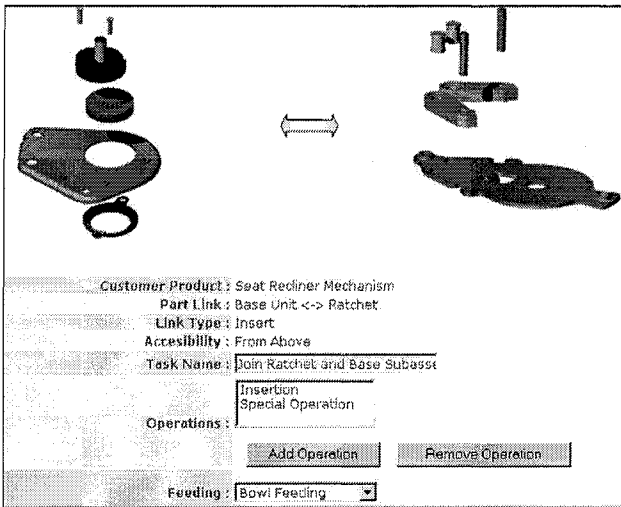 Customer Product : Seat Recliner Mechanism
Part Link : Base Unit <-> Ratchet
Link Type : Insert
Accesibility : From Above
Task Name : Join Ratchet and Base Subasse
Insertion
Special Operation
Operations :
Add Operation Remove Operation
Feeding : Bowl Feeding